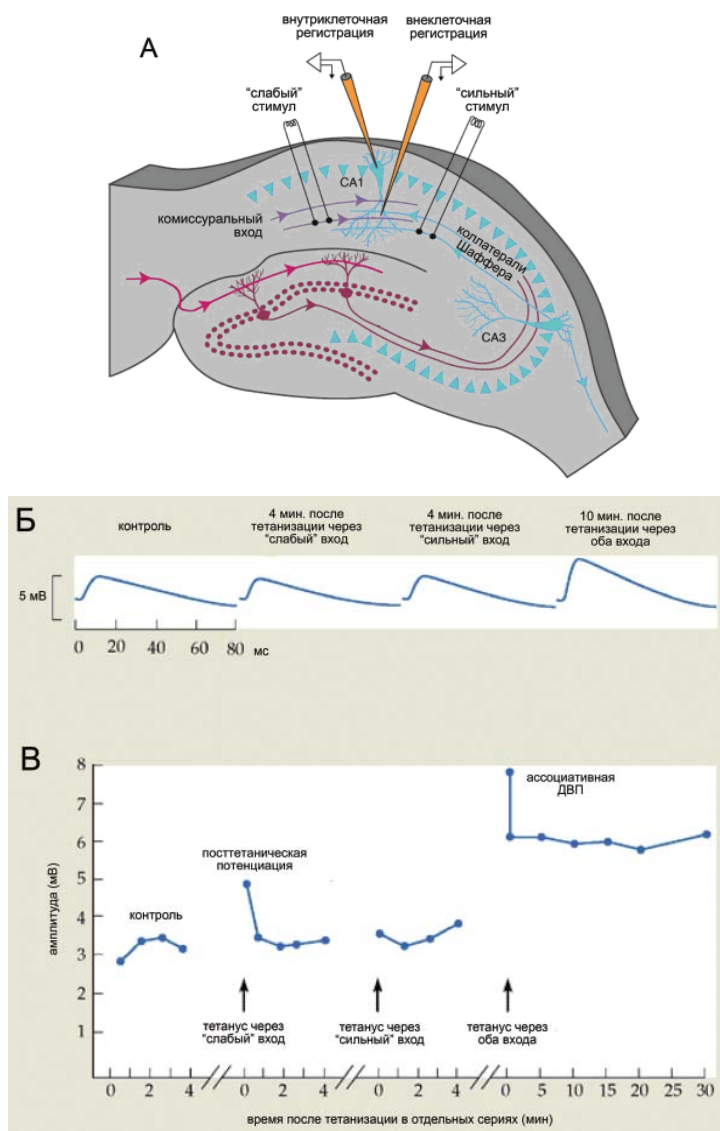 А
внутриклеточная
регистрация
внеклеточная
регистрация
“слабый”
стимул
“сильный”
стимул
СА1
комиссуральный
вход
коллатерали
Шаффера
СА3
Б
контроль
4 мин. после
тетанизации через
“слабый” вход
4 мин. после
тетанизации через
“сильный” вход
10 мин. после
тетанизации через
оба входа
5 мВ
0 20 40 60 80 мс
В
амплитуда (мВ)
8
7
6
5
4
3
2
1
контроль
посттетаническая
потенциация
ассоциативная
ДВП
тетанус через
“слабый” вход
тетанус через
“сильный” вход
тетанус через
оба входа
0 2 4 0 2 4 0 2 4 0 5 10 15 20 25 30
время после тетанизации в отдельных сериях (мин)